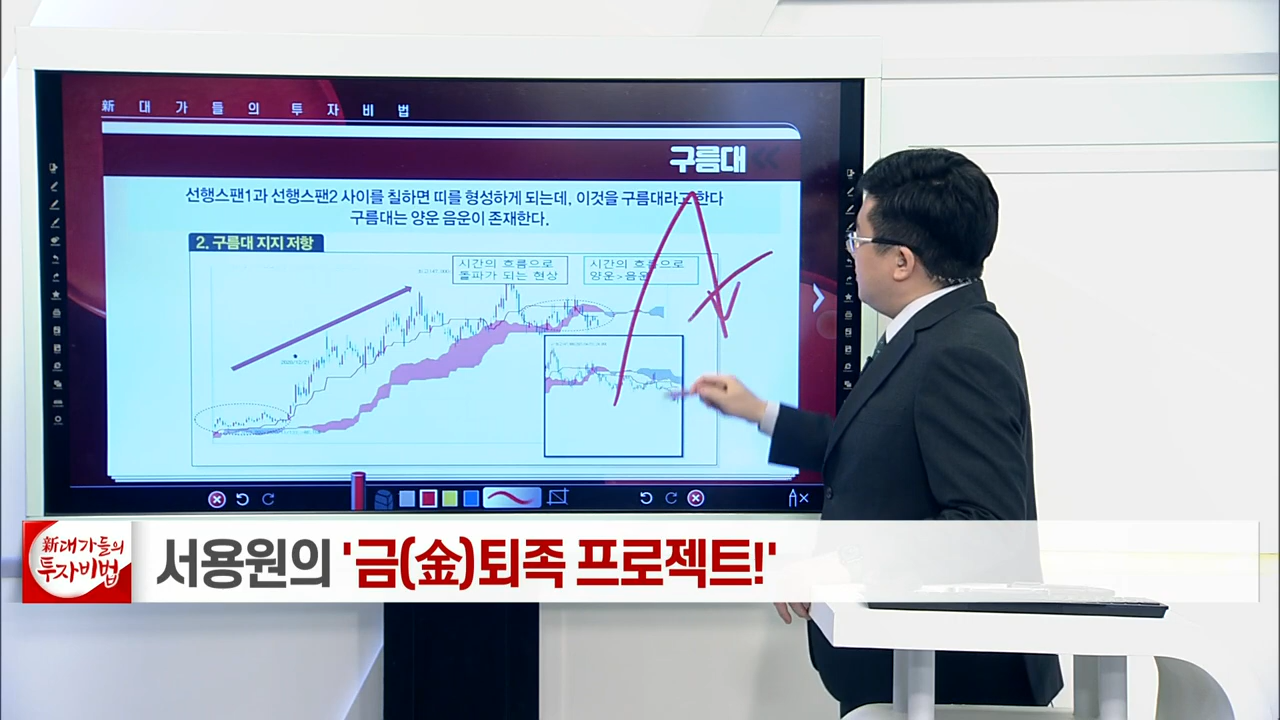 新 대 가 들 의 투 자 비 법
구름대
선행스팬1과 선행스팬2 사이를 칠하면 띠를 형성하게 되는데, 이것을 구름대라고 한다
구름대는 양운 음운이 존재한다.
2. 구름대 지지 저항
시간의 흐름으로
돌파가 되는 현상
시간의 흐름으로
양운>음운
2020/12/21
新대가들의
투자비법
서용원의 '금(金)퇴족 프로젝트!'